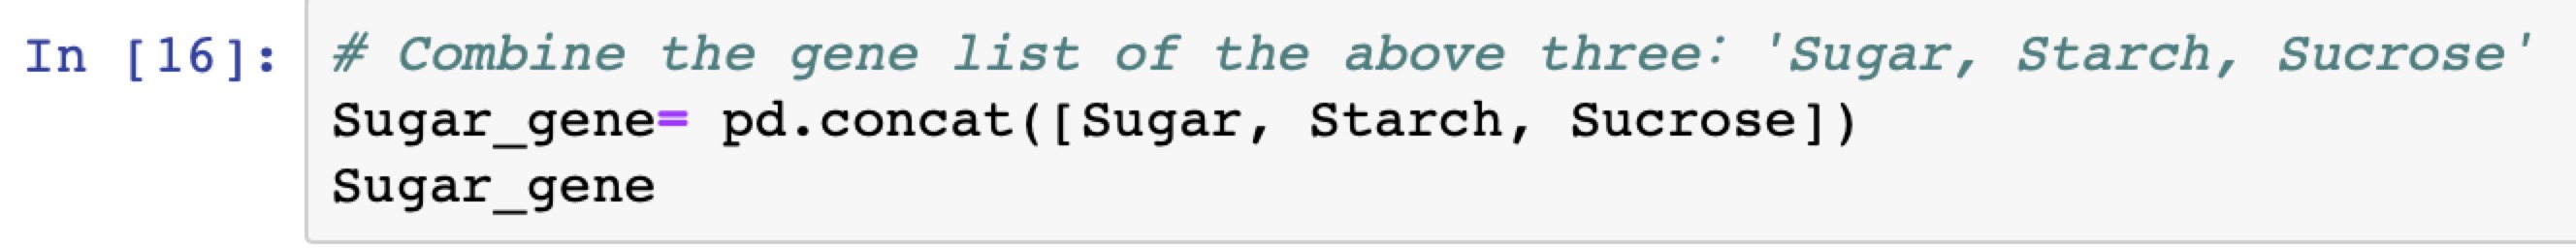 In [16]: # Combine the gene list of the above three: 'Sugar, Starch, Sucrose'
Sugar_gene= pd.concat([Sugar, Starch, Sucrose])
Sugar_gene